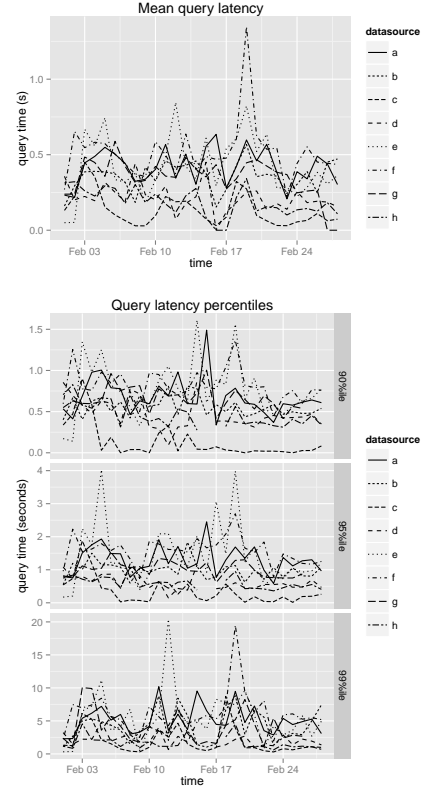 Mean query latency
query time (s)
1.0
0.5
0.0
Feb 03
Feb 10
Feb 17
Feb 24
time
datasource
a
b
c
d
e
f
g
h
Query latency percentiles
query time (seconds)
1.5
1.0
0.5
0.0
90%ile
4
3
2
1
0
95%ile
20
15
10
5
0
99%ile
Feb 03
Feb 10
Feb 17
Feb 24
time
datasource
a
b
c
d
e
f
g
h